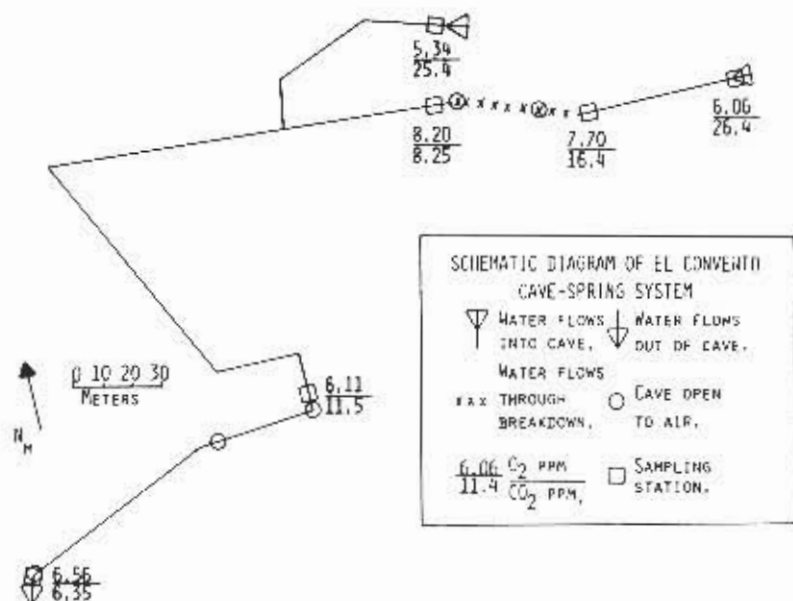 5.34
25.4
8.20
8.25
7.70
16.4
6.06
26.4
SCHEMATIC DIAGRAM OF EL CONVENTO
CAVE-SPRING SYSTEM
WATER FLOWS
INTO CAVE.
WATER FLOWS
OUT OF CAVE.
WATER FLOWS
xxx THROUGH
BREAKDOWN.
CAVE OPEN
TO AIR.
6.06 O2 PPM
11.4 CO2 PPM.
SAMPLING
STATION.
0 10 20 30
METERS
NM
6.11
11.5
6.56
6.35